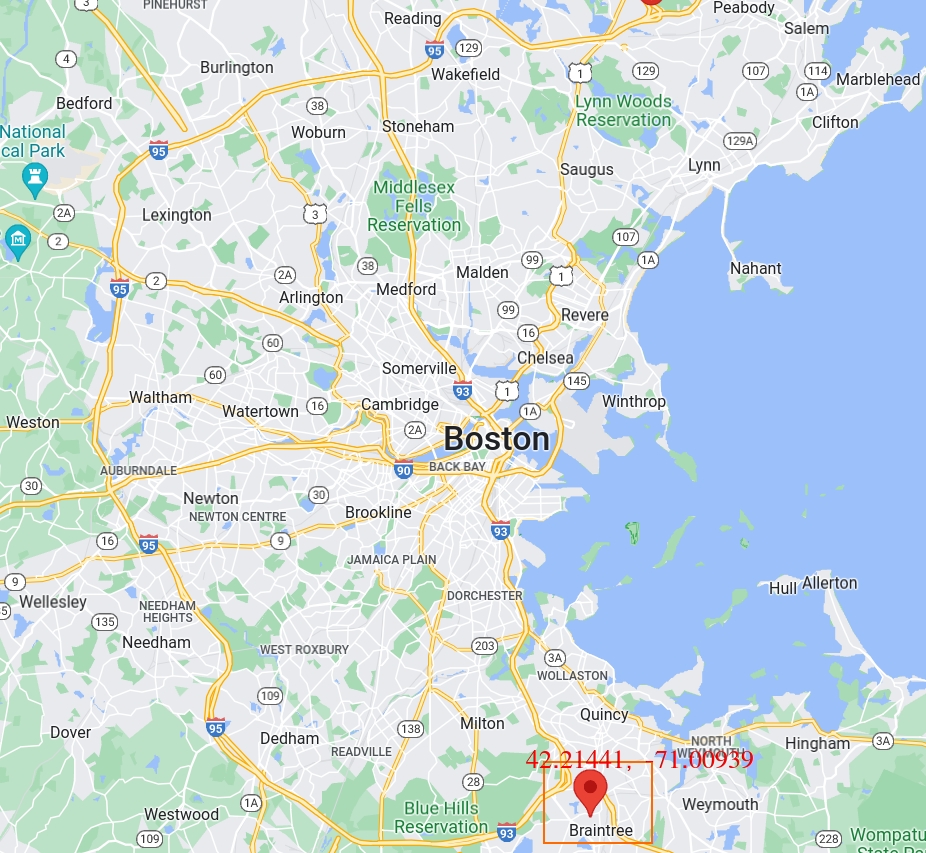 3
PINEHURST
Reading
Peabody
Salem
95
129
4
Burlington
Wakefield
1
129
107
114
Marblehead
1A
Bedford
38
Lynn Woods
Reservation
Clifton
National
cal Park
Woburn
Stoneham
129A
95
Saugus
Lynn
Middlesex
Fells
Reservation
2A
Lexington
3
2
107
99
1A
38
Malden
1
Nahant
2A
2
95
Arlington
Medford
99
Revere
16
60
Chelsea
Somerville
60
93
1
145
Waltham
Watertown
16
Cambridge
1A
Winthrop
Weston
2A
Boston
AUBURNDALE
90
BACK BAY
30
Newton
30
NEWTON CENTRE
Brookline
93
16
95
9
JAMAICA PLAIN
9
Hull
Allerton
Wellesley
DORCHESTER
5
135
NEEDHAM
HEIGHTS
Needham
WEST ROXBURY
203
3A
WOLLASTON
109
Quincy
95
138
Milton
Dover
Dedham
READVILLE
NORTH
WEYMOUTH
Hingham
3A
42.21441, -71.00939
28
1A
Westwood
Blue Hills
Reservation
Weymouth
93
Braintree
109
228
Wompatu
State Par